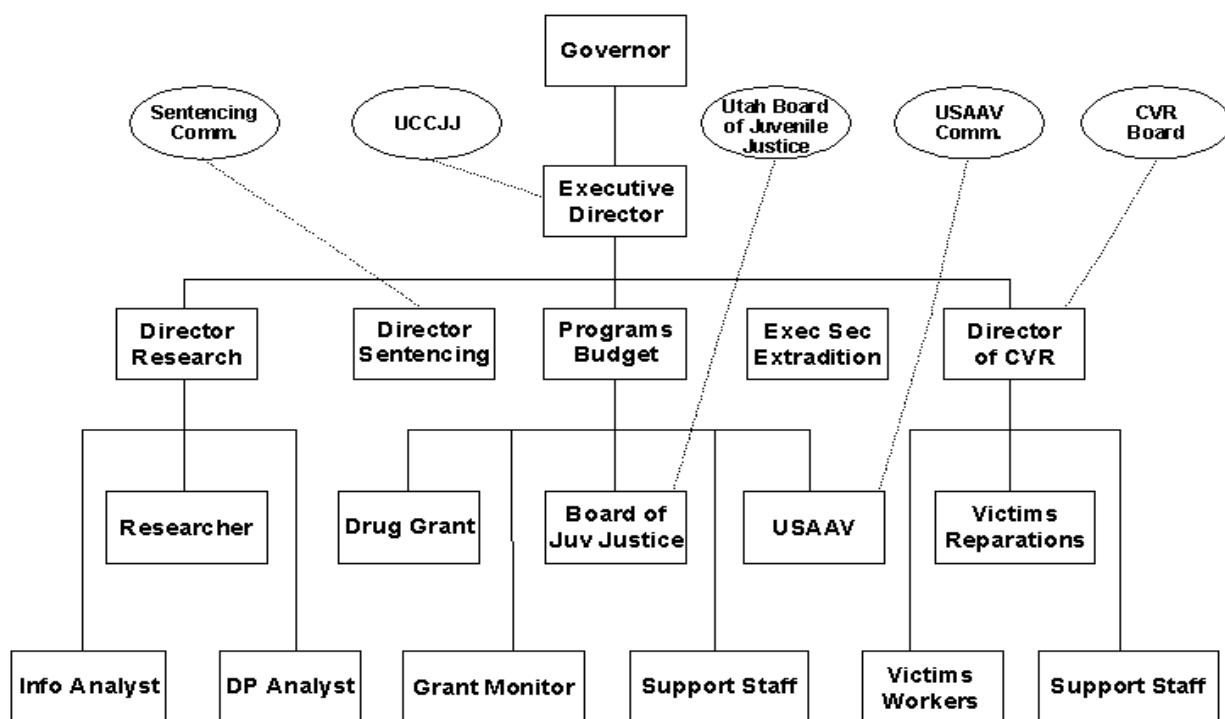 Governor
Sentencing
Comm.
UCCJJ
Utah Board
of Juvenile
Justice
USAAV
Comm.
CVR
Board
Executive
Director
Director
Research
Director
Sentencing
Programs
Budget
Exec Sec
Extradition
Director
of CVR
Researcher
Drug Grant
Board of
Juv Justice
USAAV
Victims
Reparations
Info Analyst
DP Analyst
Grant Monitor
Support Staff
Victims
Workers
Support Staff